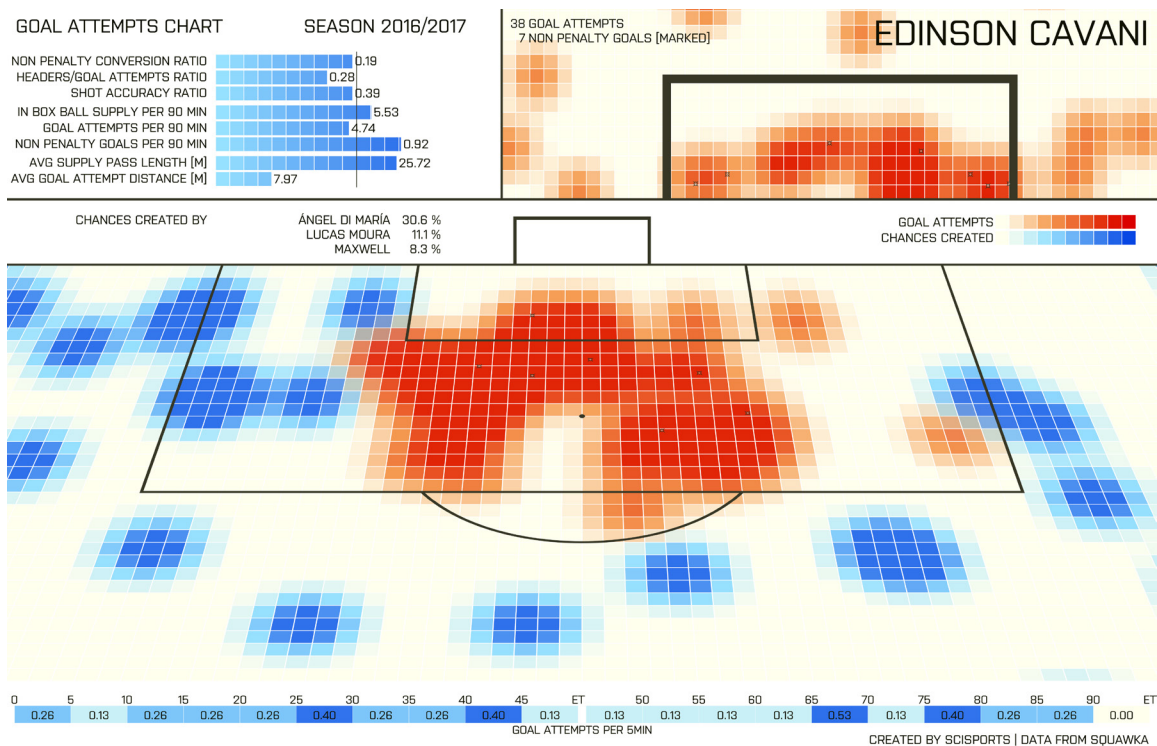 GOAL ATTEMPTS CHART SEASON 2016/2017
38 GOAL ATTEMPTS
7 NON PENALTY GOALS [MARKED]
EDINSON CAVANI
NON PENALTY CONVERSION RATIO 0.19
HEADERS/GOAL ATTEMPTS RATIO 0.28
SHOT ACCURACY RATIO 0.39
IN BOX BALL SUPPLY PER 90 MIN 5.53
GOAL ATTEMPTS PER 90 MIN 4.74
NON PENALTY GOALS PER 90 MIN 0.92
AVG SUPPLY PASS LENGTH [M] 25.72
AVG GOAL ATTEMPT DISTANCE [M] 7.97
CHANCES CREATED BY ÁNGEL DI MARÍA 30.6 %
LUCAS MOURA 11.1 %
MAXWELL 8.3 %
GOAL ATTEMPTS
CHANCES CREATED
0 5 10 15 20 25 30 35 40 45 ET 50 55 60 65 70 75 80 85 90 ET
0.26 0.13 0.26 0.26 0.26 0.40 0.26 0.26 0.40 0.13 0.13 0.13 0.13 0.13 0.53 0.13 0.40 0.26 0.26 0.00
GOAL ATTEMPTS PER 5MIN
CREATED BY SCISPORTS | DATA FROM SQUAWKA